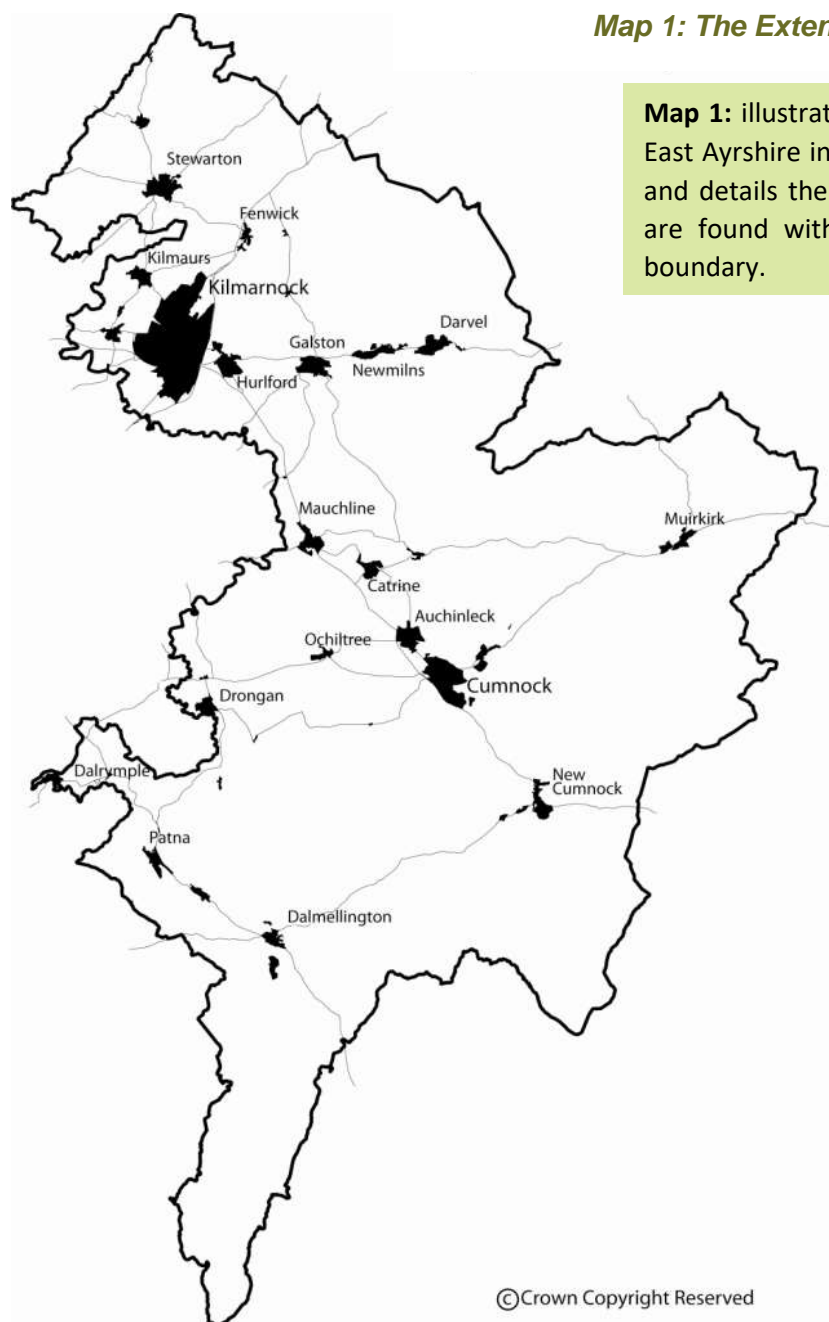 Map 1: The Exten
Map 1: illustrat
East Ayrshire in
and details the
are found with
boundary.
Stewarton
Fenwick
Kilmaurs
Kilmarnock
Darvel
Galston
Newmilns
Hurlford
Mauchline
Muirkirk
Catrine
Auchinleck
Ochiltree
Cumnock
Drongan
Dalrymple
New
Cumnock
Patna
Dalmellington
©Crown Copyright Reserved